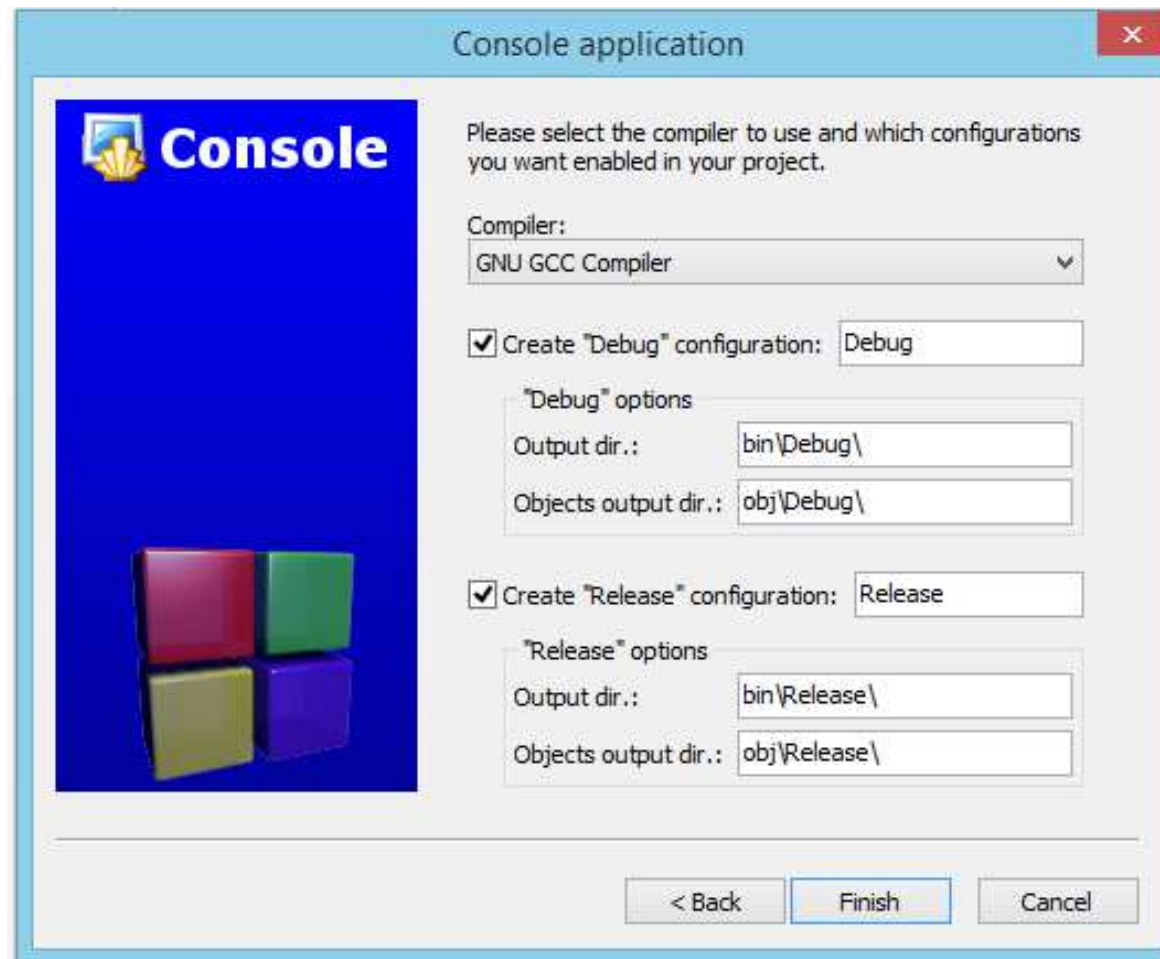 Console application
Console
Please select the compiler to use and which configurations
you want enabled in your project.
Compiler:
GNU GCC Compiler
Create "Debug" configuration: Debug
"Debug" options
Output dir.: bin\Debug\
Objects output dir.: obj\Debug\
Create "Release" configuration: Release
"Release" options
Output dir.: bin\Release\
Objects output dir.: obj\Release\
< Back Finish Cancel